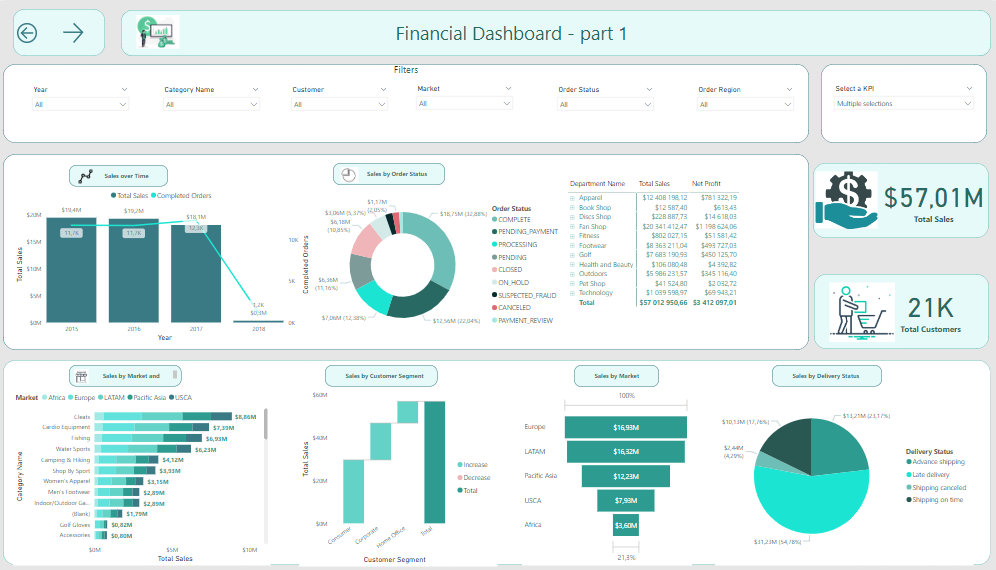 Financial Dashboard - part 1
Filters
Year
Category Name
Customer
Market
Order Status
Order Region
Select a KPI
All
All
All
All
All
All
Multiple selections
Sales over Time
Total Sales Completed Orders
$19,4M
$19,2M
$18,1M
$20M
$15M
$10M
$5M
$0M
11,7K
11,7K
12,3K
1,2K
$0,3M
10K
0K
Total Sales
Completed Orders
2015 2016 2017 2018
Year
Sales by Order Status
$1,17M
(2,05%)
$3,06M (5,37%)
$6,18M
(10,85%)
$6,36M
(11,16%)
$7,06M (12,38%)
$12,56M (22,04%)
$18,75M (32,88%)
Order Status
COMPLETE
PENDING_PAYMENT
PROCESSING
PENDING
CLOSED
ON_HOLD
SUSPECTED_FRAUD
CANCELED
PAYMENT_REVIEW
Department Name Total Sales Net Profit
Apparel $12 408 198,12 $781 322,19
Book Shop $12 587,40 $613,43
Discs Shop $228 887,73 $14 618,03
Fan Shop $20 341 412,47 $1 198 624,06
Fitness $802 027,15 $51 581,42
Footwear $8 363 211,04 $493 727,03
Golf $7 683 190,93 $450 125,70
Health and Beauty $106 080,48 $4 392,82
Outdoors $5 986 231,57 $345 116,40
Pet Shop $41 524,80 $2 032,72
Technology $1 039 598,97 $69 943,21
Total $57 012 950,66 $3 412 097,01
$57,01M
Total Sales
21K
Total Customers
Sales by Market and
Market Africa Europe LATAM Pacific Asia USCA
Category Name
Cleats $8,86M
Cardio Equipment $7,39M
Fishing $6,93M
Water Sports $6,23M
Camping & Hiking $4,12M
Shop By Sport $3,93M
Women's Apparel $3,15M
Men's Footwear $2,89M
Indoor/Outdoor Ga... $2,89M
(Blank) $1,79M
Golf Gloves $0,82M
Accessories $0,80M
$0M $5M $10M
Total Sales
Sales by Customer Segment
$60M
$40M
$20M
$0M
Total Sales
Consumer
Corporate
Home Office
Total
Customer Segment
Increase
Decrease
Total
Sales by Market
100%
Europe $16,93M
LATAM $16,32M
Pacific Asia $12,23M
USCA $7,93M
Africa $3,60M
21,3%
Sales by Delivery Status
$13,21M (23,17%)
$10,13M (17,76%)
$2,44M
(4,29%)
$31,23M (54,78%)
Delivery Status
Advance shipping
Late delivery
Shipping canceled
Shipping on time